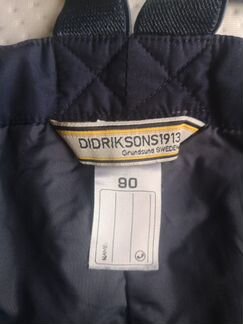 DIDRIKSONS1913
Grundsund SWEDEN
90
NAME: